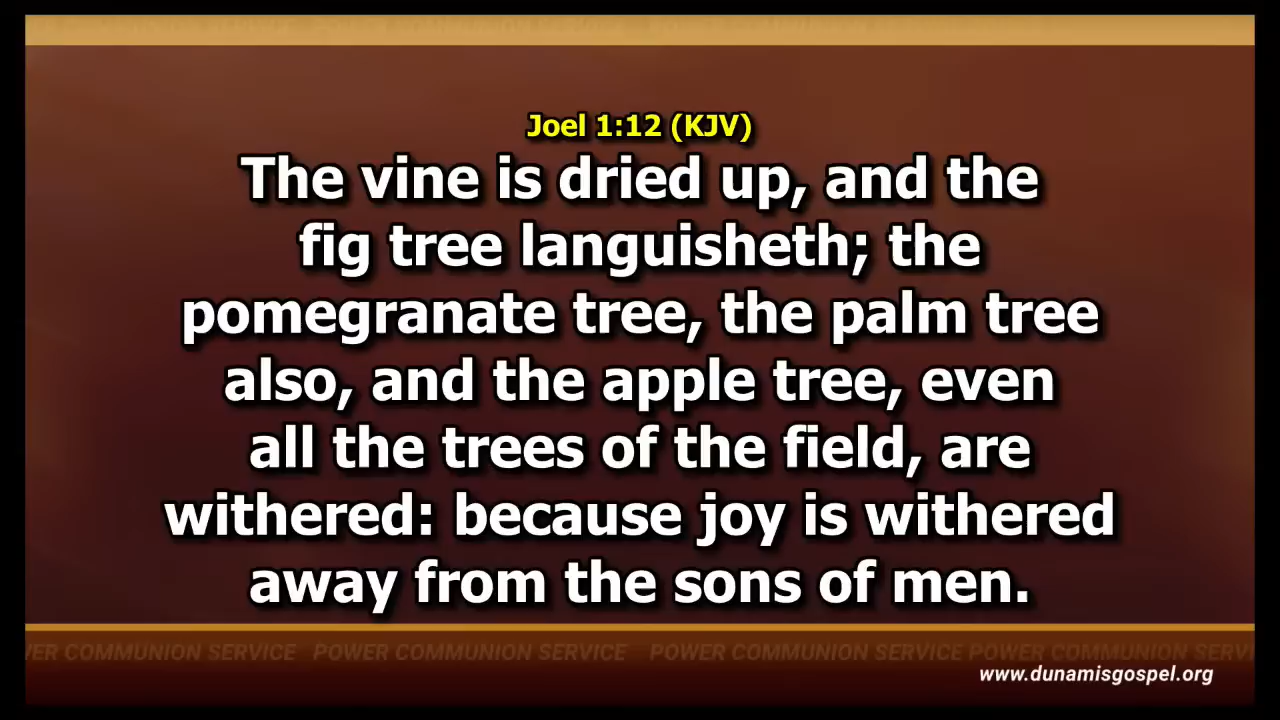 Joel 1:12 (KJV)
The vine is dried up, and the
fig tree languisheth; the
pomegranate tree, the palm tree
also, and the apple tree, even
all the trees of the field, are
withered: because joy is withered
away from the sons of men.
ER COMMUNION SERVICE POWER COMMUNION SERVICE POWER COMMUNION SERVICE POWER COMMUNION SERVI
www.dunamisgospel.org